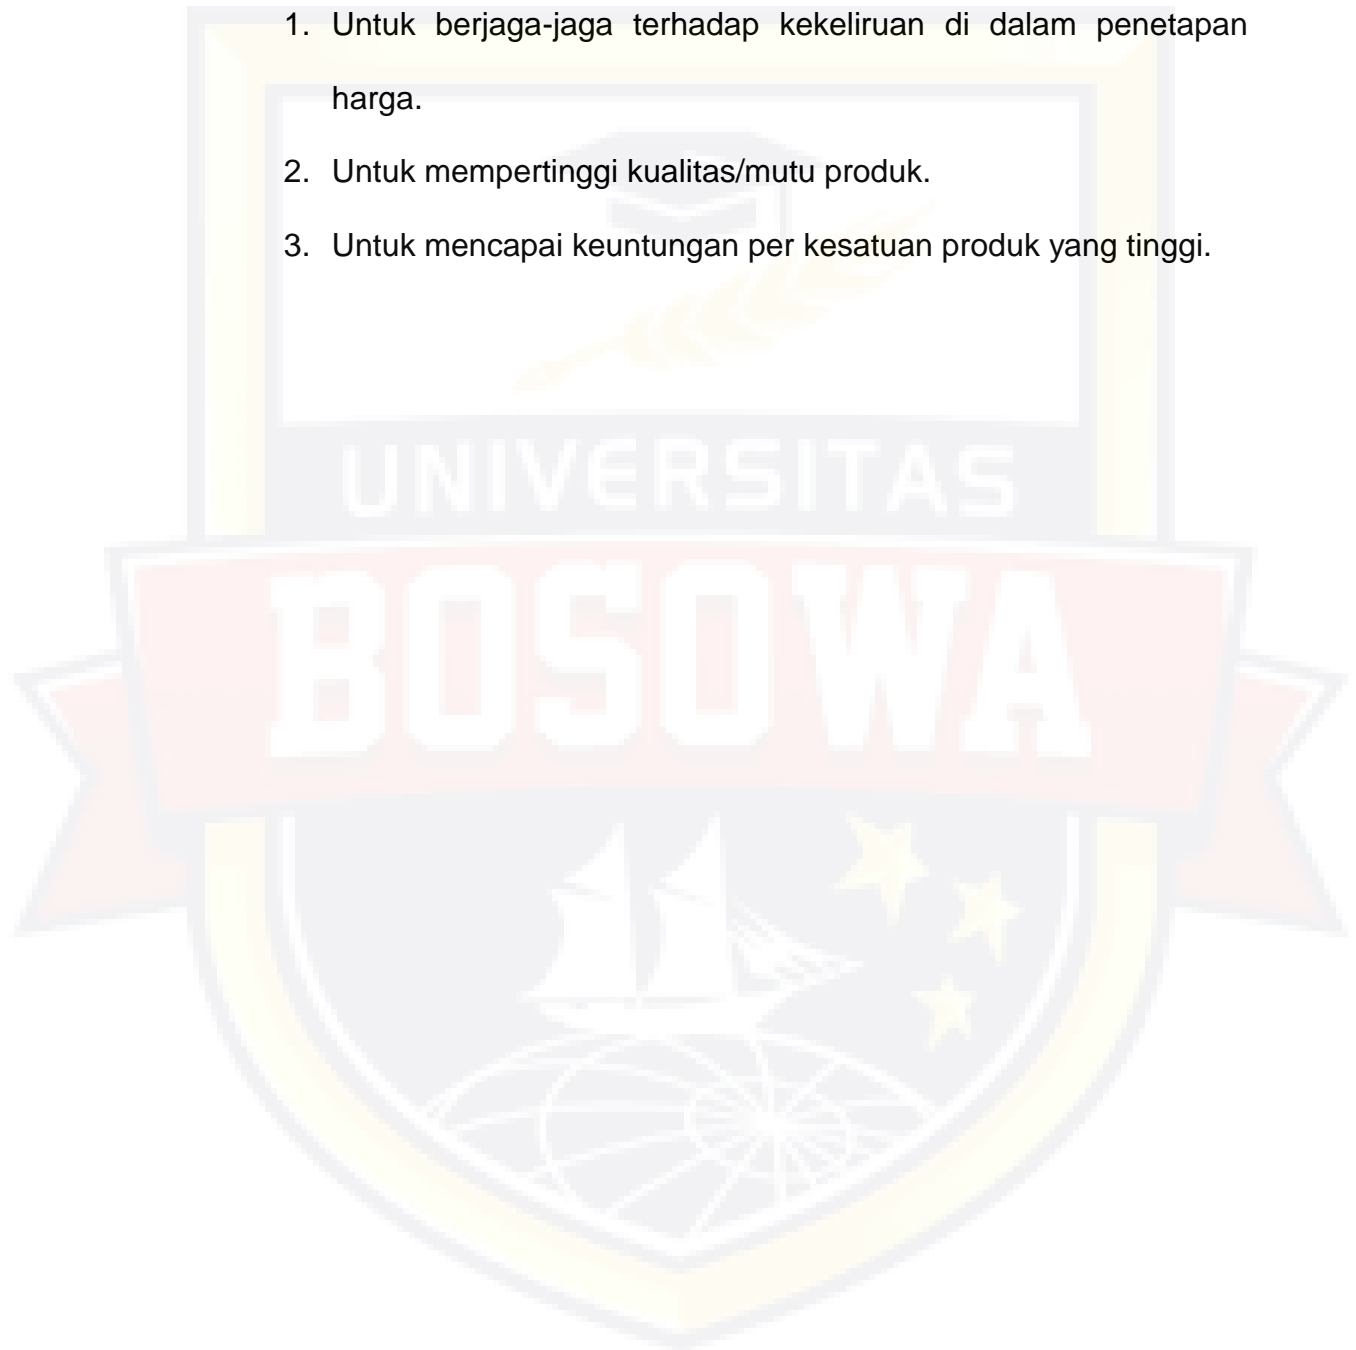 1. Untuk berjaga-jaga terhadap kekeliruan di dalam penetapan
harga.
2. Untuk mempertinggi kualitas/mutu produk.
3. Untuk mencapai keuntungan per kesatuan produk yang tinggi.
UNIVERSITAS
BOSOWA